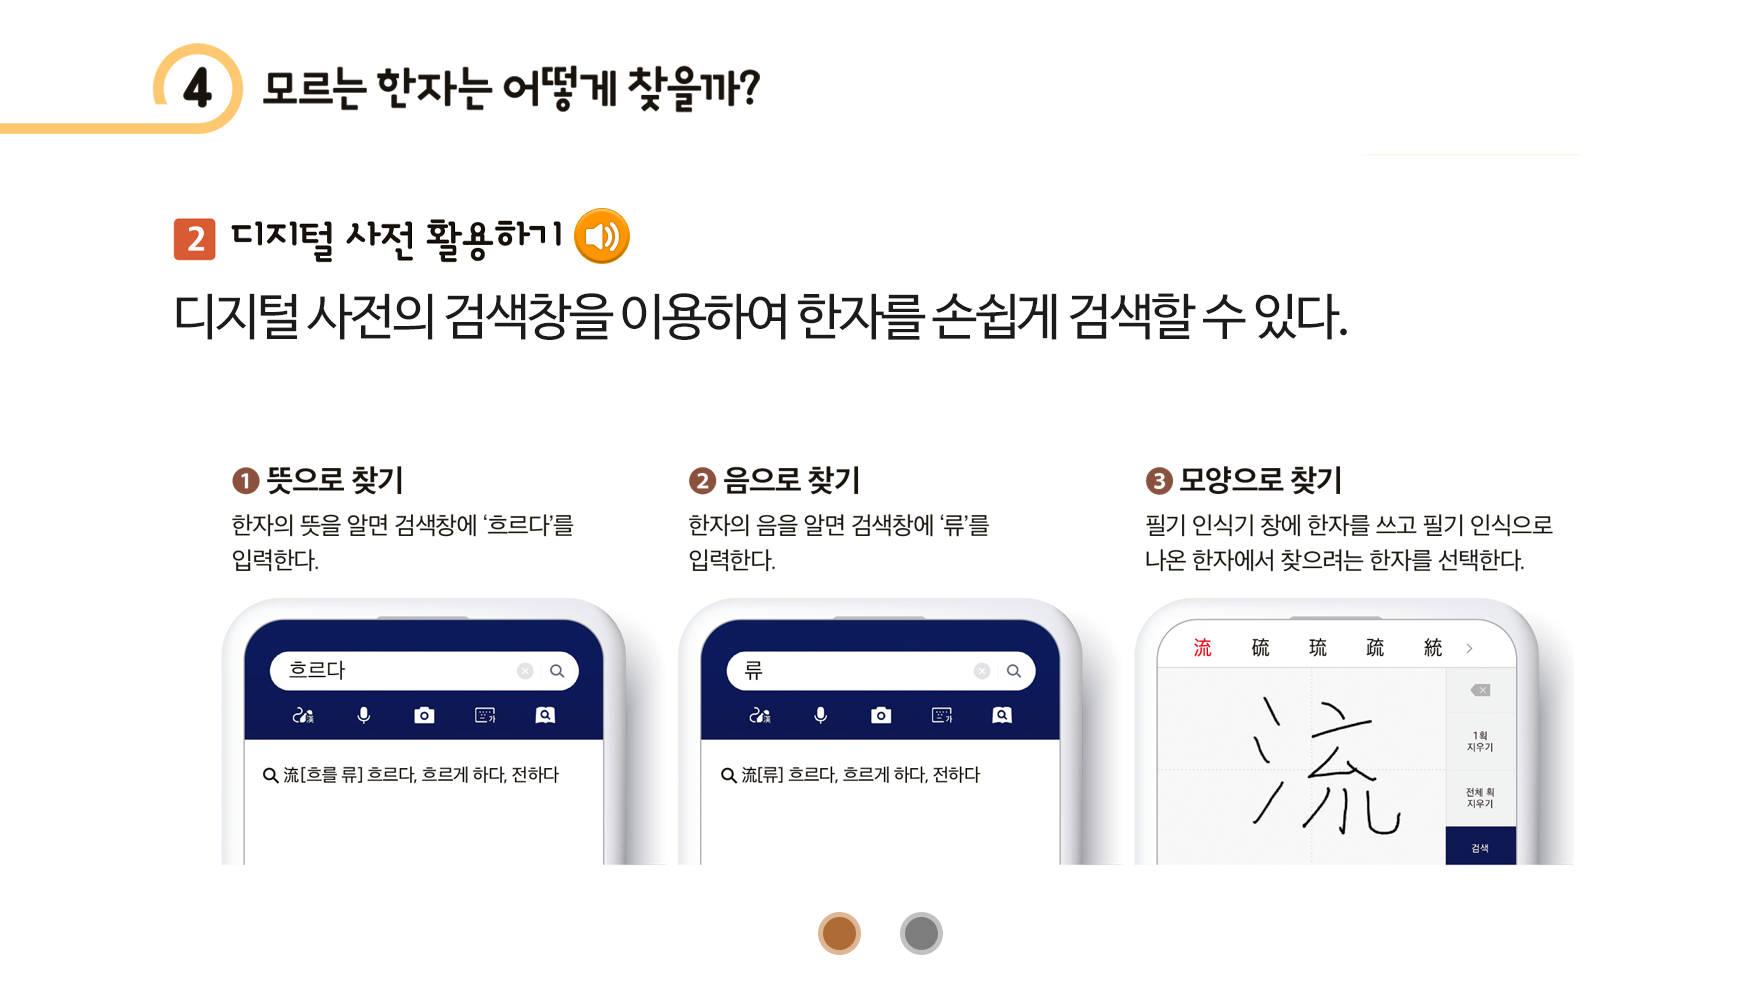 4 모르는 한자는 어떻게 찾을까?
2 디지털 사전 활용하기
디지털 사전의 검색창을 이용하여 한자를 손쉽게 검색할 수 있다.
1 뜻으로 찾기
한자의 뜻을 알면 검색창에 ‘흐르다’를
입력한다.
흐르다
漢
가
流[흐를 류] 흐르다, 흐르게 하다, 전하다
2 음으로 찾기
한자의 음을 알면 검색창에 ‘류’를
입력한다.
류
漢
가
流[류] 흐르다, 흐르게 하다, 전하다
3 모양으로 찾기
필기 인식기 창에 한자를 쓰고 필기 인식으로
나온 한자에서 찾으려는 한자를 선택한다.
流 硫 琉 疏 統
流
1획
지우기
전체 획
지우기
검색